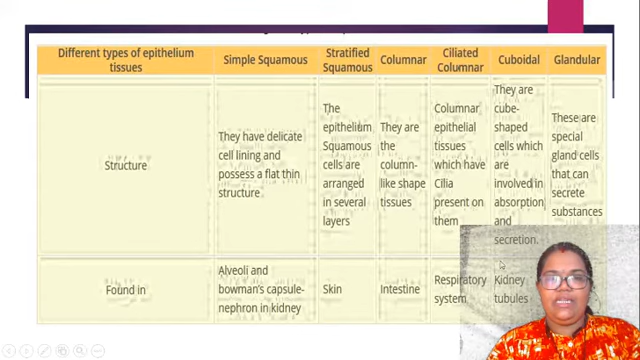 Different types of epithelium
tissues
Simple Squamous
Stratified
Squamous
Columnar
Ciliated
Columnar
Cuboidal
Glandular
Structure
They have delicate
cell lining and
possess a flat thin
structure
The
epithelium
Squamous
cells are
arranged
in several
layers
They are
the
column-
like shape
tissues
Columnar
epithelial
tissues
which have
Cilia
present on
them
They are
cube-
shaped
cells which
are
involved in
absorption
and
secretion.
These are
special
gland cells
that can
secrete
substances
Found in
Alveoli and
bowman's capsule-
nephron in kidney
Skin
Intestine
Respiratory
system
Kidney
tubules